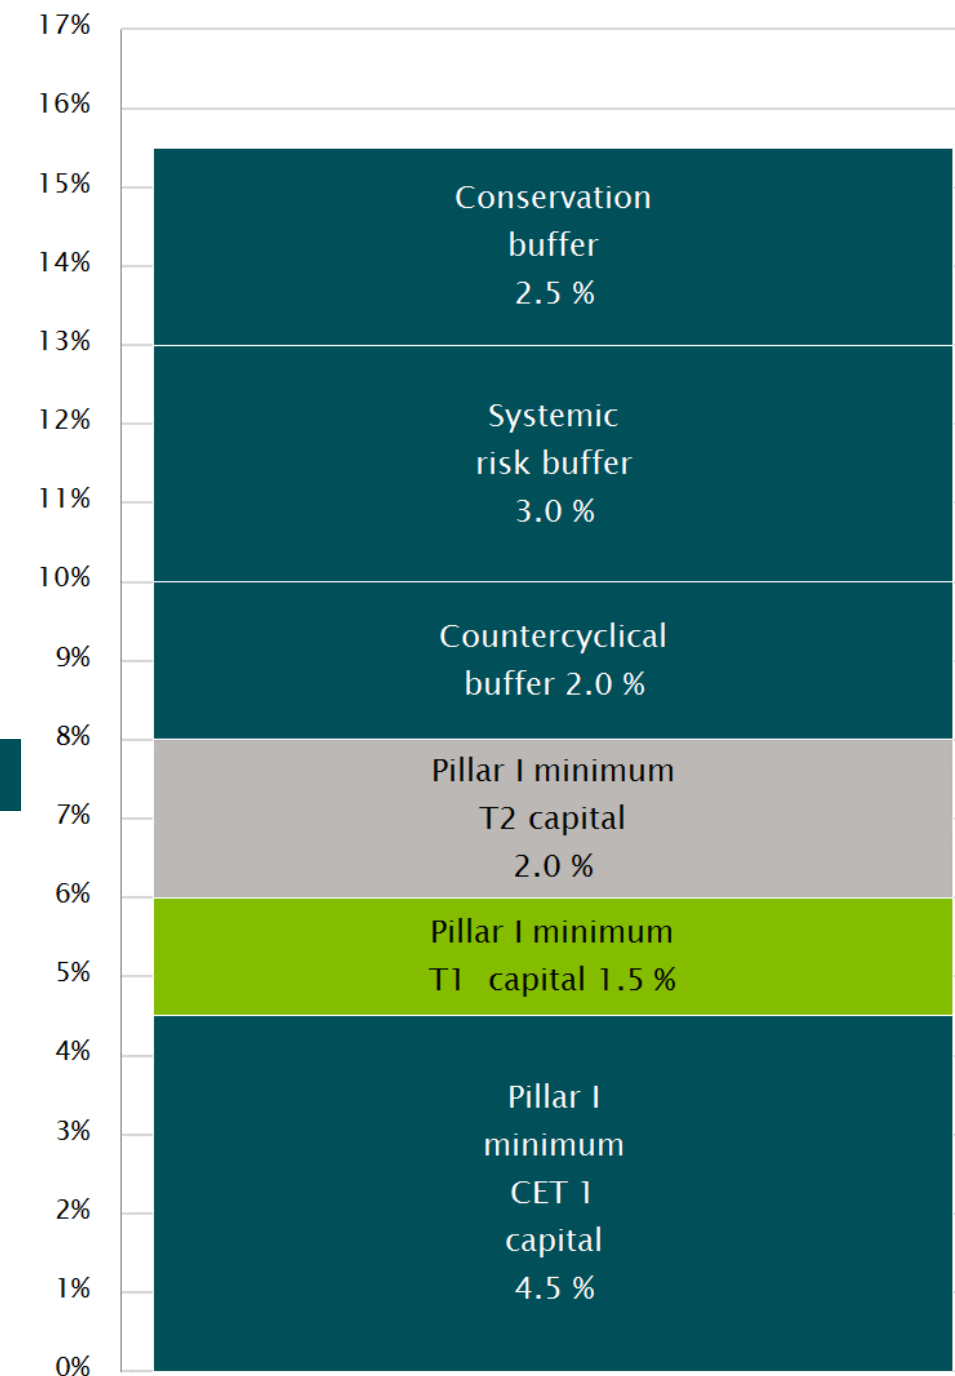 17%
16%
15%
Conservation
buffer
14%
2.5 %
13%
12%
Systemic
risk buffer
11%
3.0 %
10%
9%
Countercyclical
buffer 2.0 %
8%
Pillar I minimum
7%
T2 capital
2.0 %
6%
Pillar I minimum
5%
T1 capital 1.5 %
4%
Pillar I
3%
minimum
CET 1
2%
capital
1%
4.5 %
0%